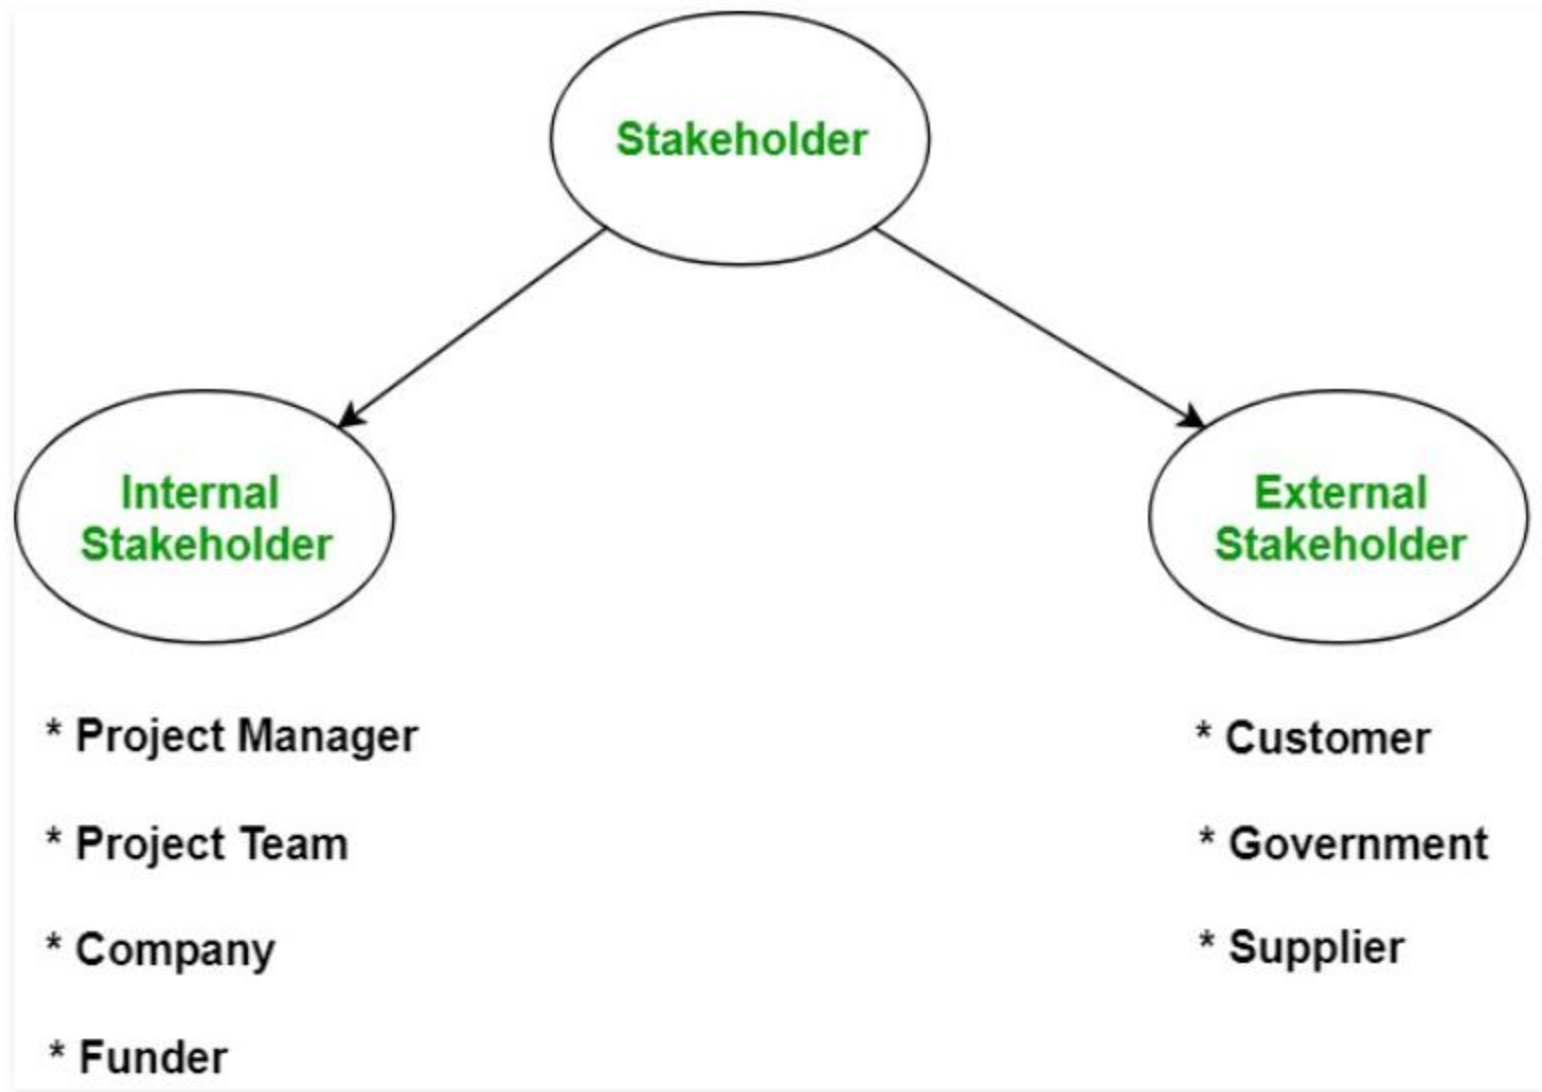 Stakeholder
Internal
Stakeholder
* Project Manager
* Project Team
* Company
* Funder
External
Stakeholder
* Customer
* Government
* Supplier